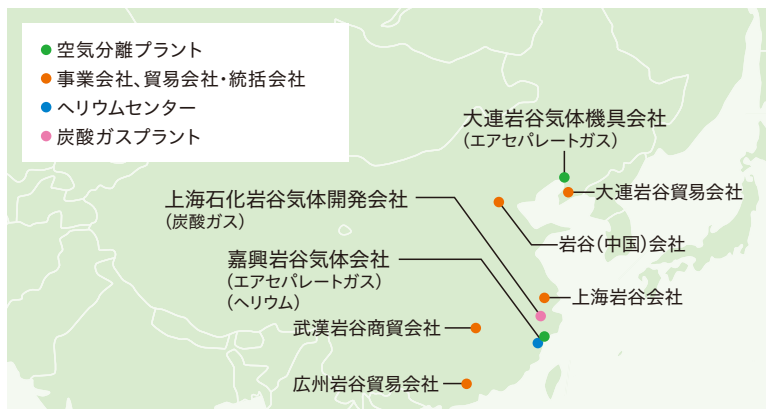 空気分離プラント
事業会社、貿易会社・統括会社
ヘリウムセンター
炭酸ガスプラント
大連岩谷気体機具会社
(エアセパレートガス)
大連岩谷貿易会社
上海石化岩谷気体開発会社
(炭酸ガス)
岩谷(中国)会社
嘉興岩谷気体会社
(エアセパレートガス)
(ヘリウム)
上海岩谷会社
武漢岩谷商貿会社
広州岩谷貿易会社